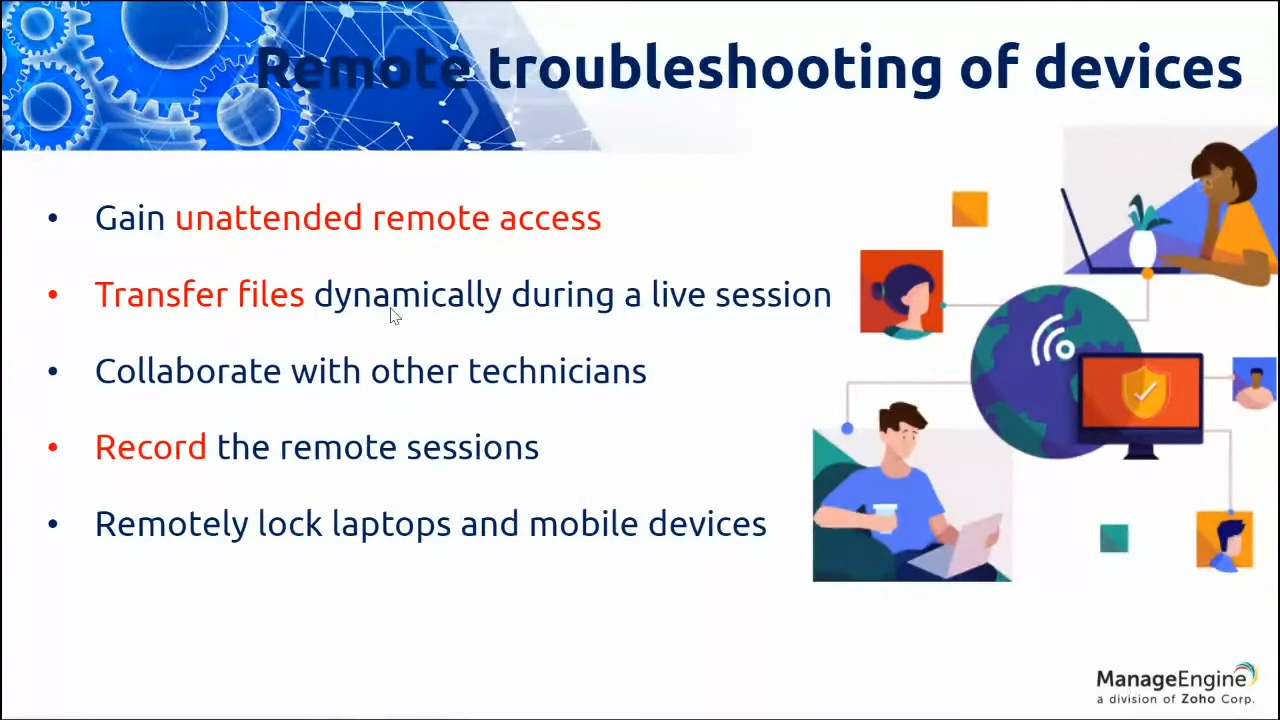 Remote troubleshooting of devices
• Gain unattended remote access
• Transfer files dynamically during a live session
• Collaborate with other technicians
• Record the remote sessions
• Remotely lock laptops and mobile devices
ManageEngine
a division of Zoho Corp.